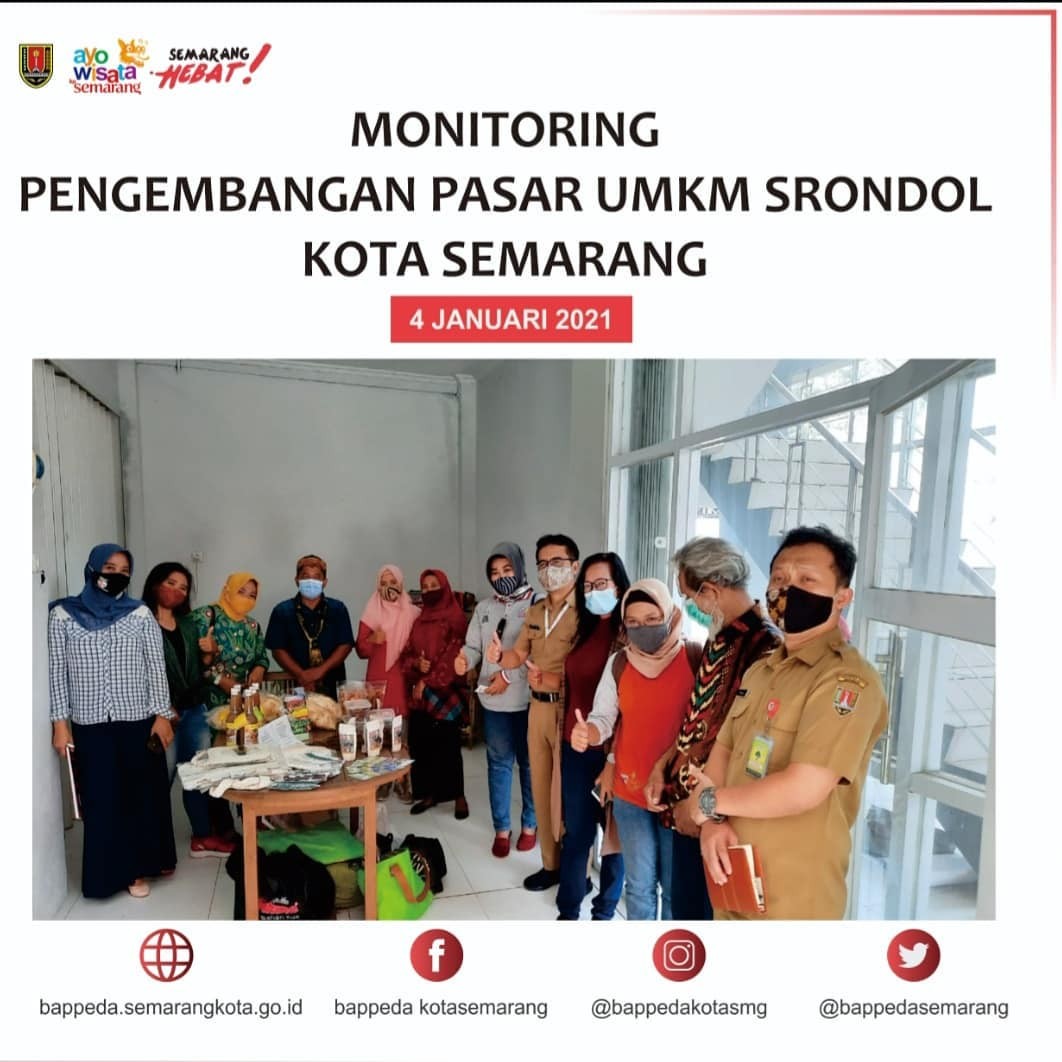 ayo
wisata
ke
semarang
SEMARANG
HEBAT!
MONITORING
PENGEMBANGAN PASAR UMKM SRONDOL
KOTA SEMARANG
4 JANUARI 2021
bappeda.semarangkota.go.id
bappeda kotasemarang
@bappedakotasmg
@bappedasemarang